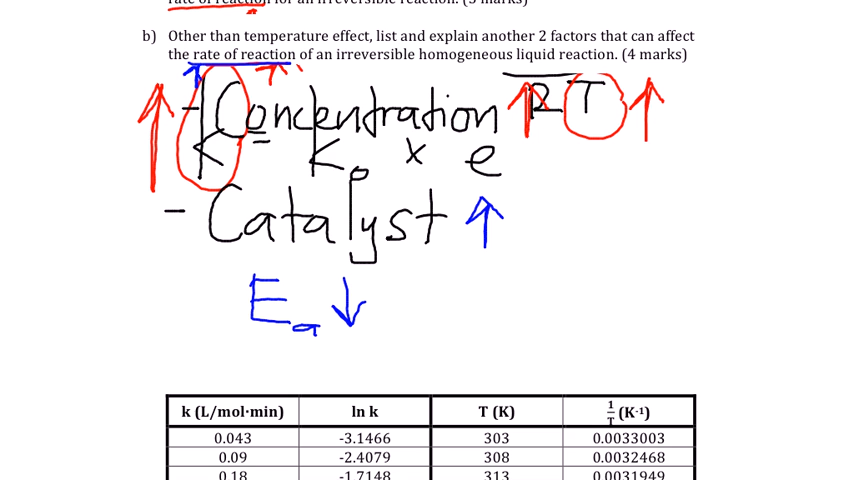 rate of reaction for an irreversible reaction. (3 marks)
b) Other than temperature effect, list and explain another 2 factors that can affect
the rate of reaction of an irreversible homogeneous liquid reaction. (4 marks)
- Concentration ↑ R T ↑
k = k₀ x e
- Catalyst ↑
Eₐ ↓
k (L/mol·min) ln k T (K) 1/T (K⁻¹)
0.043 -3.1466 303 0.0033003
0.09 -2.4079 308 0.0032468
0.18 -1.7148 313 0.0031949